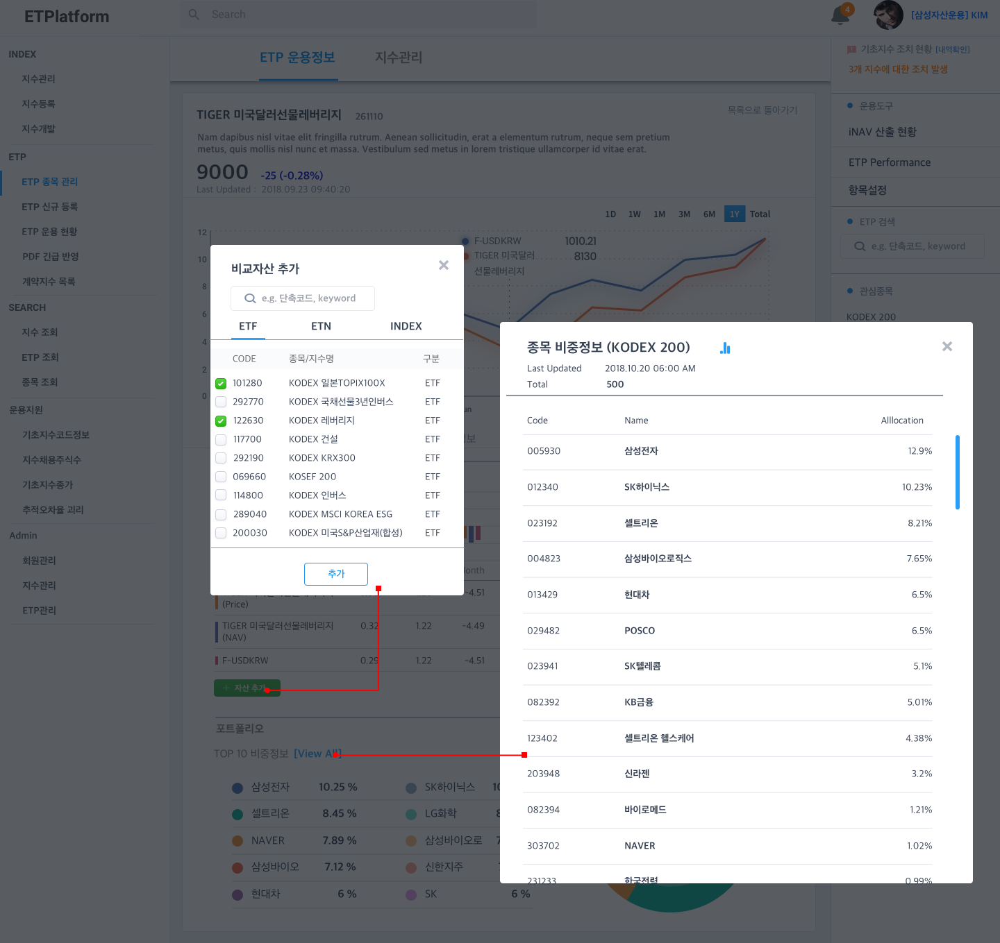 ETPlatform
Search
4
[삼성자산운용] KIM
INDEX
지수관리
지수등록
지수개발
ETP
ETP 종목 관리
ETP 신규 등록
ETP 운용 현황
PDF 긴급 반영
계약지수 목록
SEARCH
지수 조회
ETP 조회
종목 조회
운용지원
기초지수코드정보
지수채용주식수
기초지수종가
추적오차율 괴리
Admin
회원관리
지수관리
ETP관리
ETP 운용정보
지수관리
TIGER 미국달러선물레버리지 261110
목록으로 돌아가기
Nam dapibus nisl vitae elit fringilla rutrum. Aenean sollicitudin, erat a elementum rutrum, neque sem pretium
metus, quis mollis nisl nunc et massa. Vestibulum sed metus in lorem tristique ullamcorper id vitae erat.
9000 -25 (-0.28%)
Last Updated : 2018.09.23 09:40:20
1D 1W 1M 3M 6M 1Y Total
12
10
8
6
4
2
0
F-USDKRW 1010.21
TIGER 미국달러 8130
선물레버리지
비교자산 추가
e.g. 단축코드, keyword
ETF ETN INDEX
CODE 종목/지수명 구분
101280 KODEX 일본TOPIX100X ETF
292770 KODEX 국채선물3년인버스 ETF
122630 KODEX 레버리지 ETF
117700 KODEX 건설 ETF
292190 KODEX KRX300 ETF
069660 KOSEF 200 ETF
114800 KODEX 인버스 ETF
289040 KODEX MSCI KOREA ESG ETF
200030 KODEX 미국S&P산업재(합성) ETF
추가
-4.51
(Price)
TIGER 미국달러선물레버리지 0.32 1.22 -4.49
(NAV)
F-USDKRW 0.29 1.22 -4.51
+ 자산 추가
포트폴리오
TOP 10 비중정보 [View All]
삼성전자 10.25 % SK하이닉스
셀트리온 8.45 % LG화학
NAVER 7.89 % 삼성바이오로
삼성바이오 7.12 % 신한지주
현대차 6 % SK 6 %
종목 비중정보 (KODEX 200)
Last Updated 2018.10.20 06:00 AM
Total 500
Code Name Alllocation
005930 삼성전자 12.9%
012340 SK하이닉스 10.23%
023192 셀트리온 8.21%
004823 삼성바이오로직스 7.65%
013429 현대차 6.5%
029482 POSCO 6.5%
023941 SK텔레콤 5.1%
082392 KB금융 5.01%
123402 셀트리온 헬스케어 4.38%
203948 신라젠 3.2%
082394 바이로메드 1.21%
303702 NAVER 1.02%
231233 한국전력 0.99%
기초지수 조치 현황 [내역확인]
3개 지수에 대한 조치 발생
운용도구
iNAV 산출 현황
ETP Performance
항목설정
ETP 검색
e.g. 단축코드, keyword
관심종목
KODEX 200